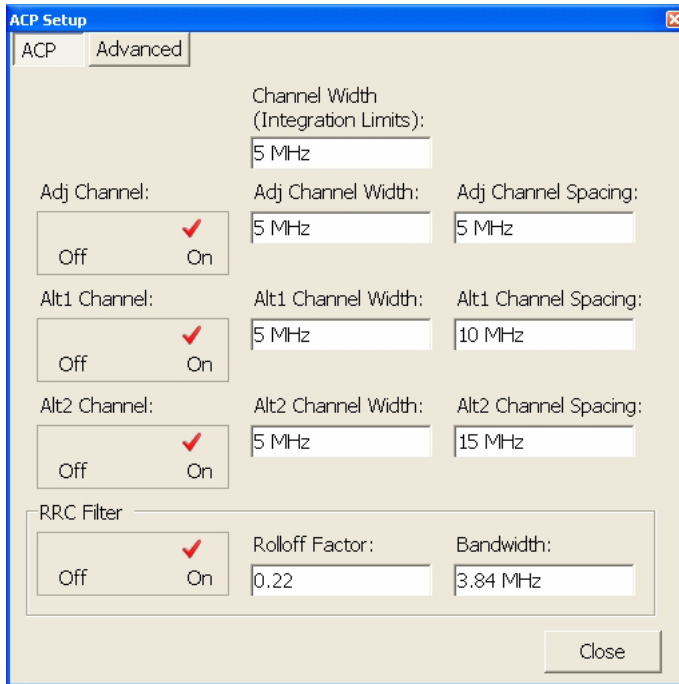 ACP Setup
ACP Advanced
Channel Width
(Integration Limits):
5 MHz
Adj Channel: Adj Channel Width: Adj Channel Spacing:
Off On 5 MHz 5 MHz
Alt1 Channel: Alt1 Channel Width: Alt1 Channel Spacing:
Off On 5 MHz 10 MHz
Alt2 Channel: Alt2 Channel Width: Alt2 Channel Spacing:
Off On 5 MHz 15 MHz
RRC Filter
Rolloff Factor: Bandwidth:
Off On 0.22 3.84 MHz
Close